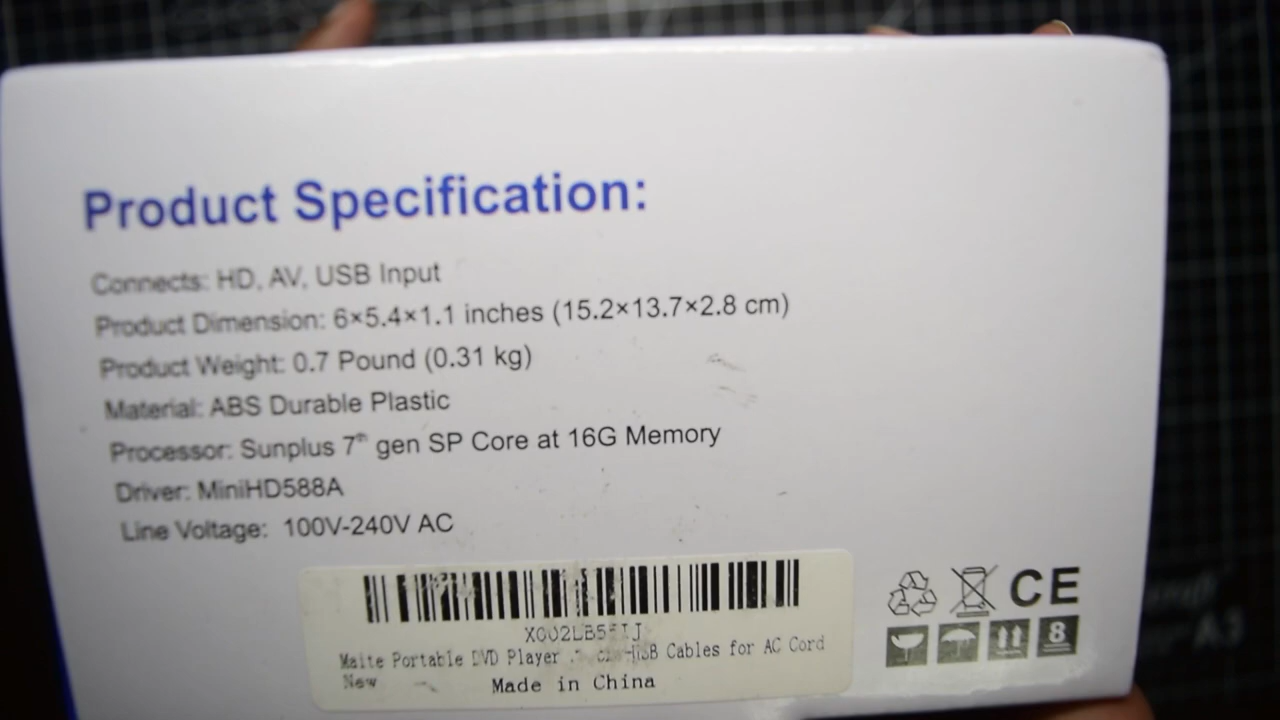 Product Specification:
Connects: HD, AV, USB Input
Product Dimension: 6×5.4×1.1 inches (15.2×13.7×2.8 cm)
Product Weight: 0.7 Pound (0.31 kg)
Material: ABS Durable Plastic
Processor: Sunplus 7th gen SP Core at 16G Memory
Driver: MiniHD588A
Line Voltage: 100V-240V AC
CE
8
Maite Portable DVD Player USB Cables for AC Cord
New
Made in China
A3